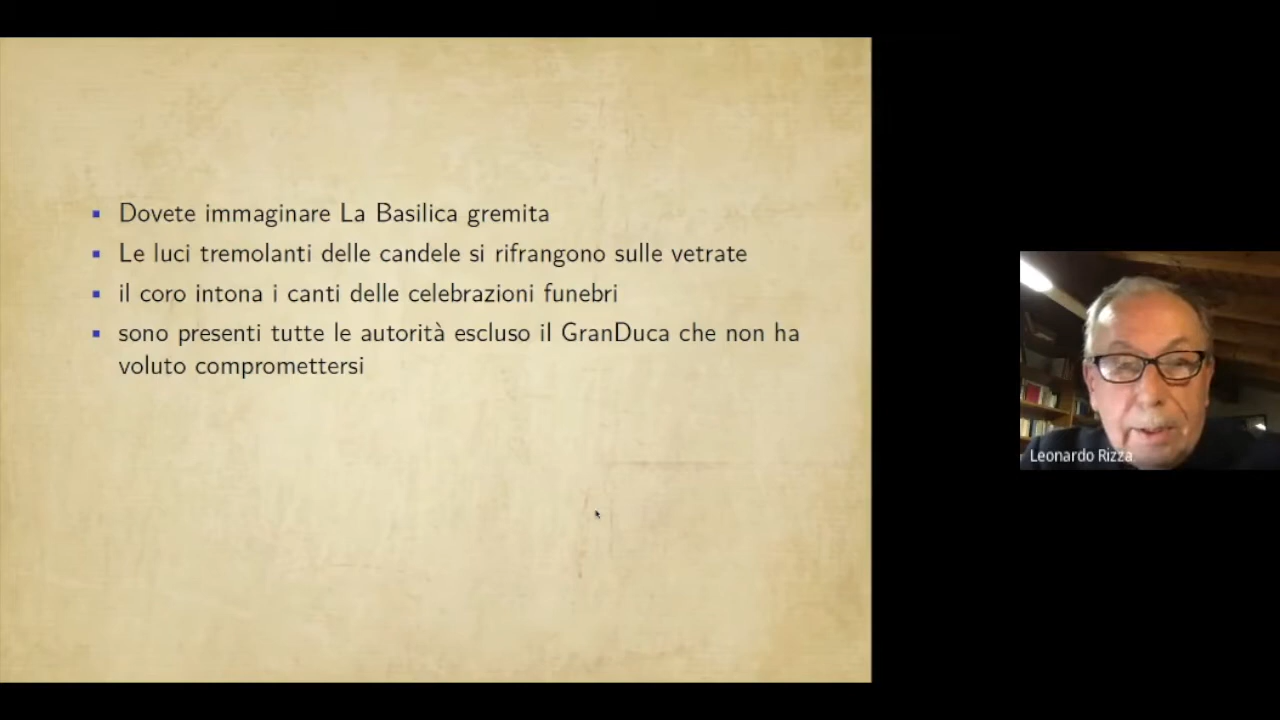 Dovete immaginare La Basilica gremita
Le luci tremolanti delle candele si rifrangono sulle vetrate
il coro intona i canti delle celebrazioni funebri
sono presenti tutte le autorità escluso il GranDuca che non ha
voluto compromettersi
Leonardo Rizza